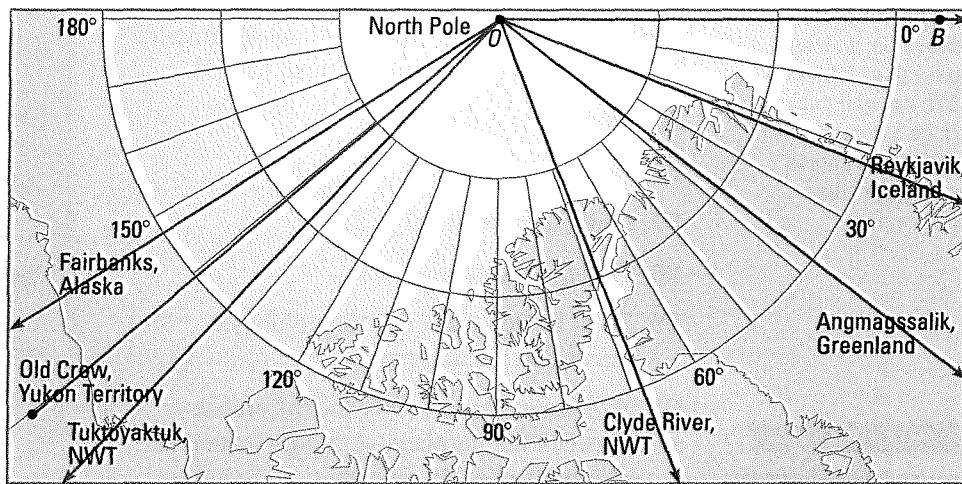 180°
North Pole
O
0°
B
Reykjavik,
Iceland
150°
30°
Fairbanks,
Alaska
Angmagssalik,
Greenland
Old Crow,
Yukon Territory
120°
60°
Tuktoyaktuk,
NWT
90°
Clyde River,
NWT